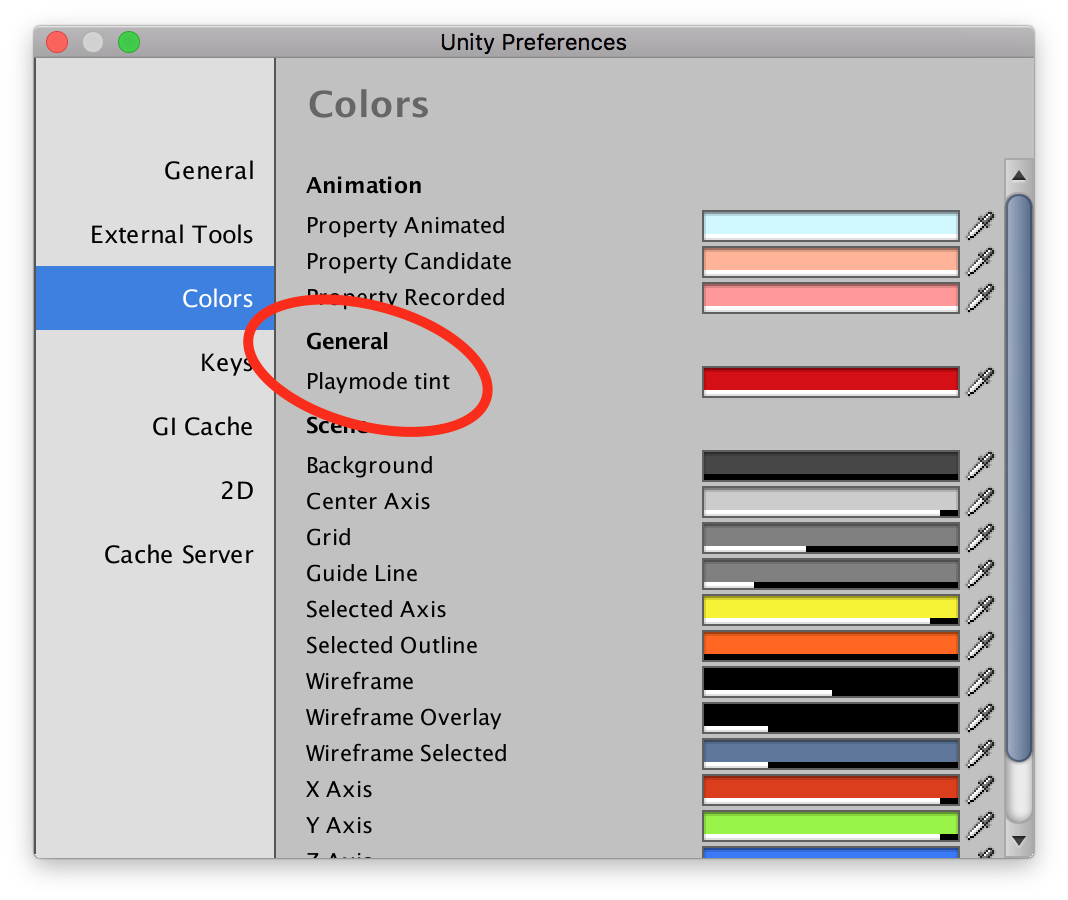 Unity Preferences
General
External Tools
Colors
Keys
GI Cache
2D
Cache Server
Colors
Animation
Property Animated
Property Candidate
Property Recorded
General
Playmode tint
Scene
Background
Center Axis
Grid
Guide Line
Selected Axis
Selected Outline
Wireframe
Wireframe Overlay
Wireframe Selected
X Axis
Y Axis
Z Axis